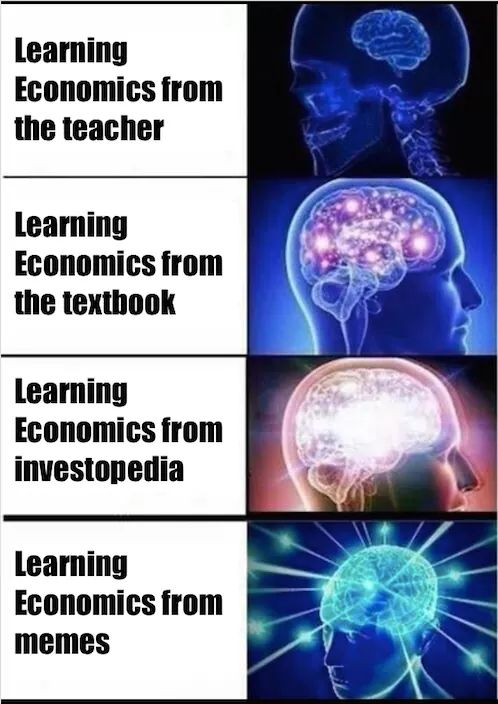 Learning
Economics from
the teacher
Learning
Economics from
the textbook
Learning
Economics from
investopedia
Learning
Economics from
memes